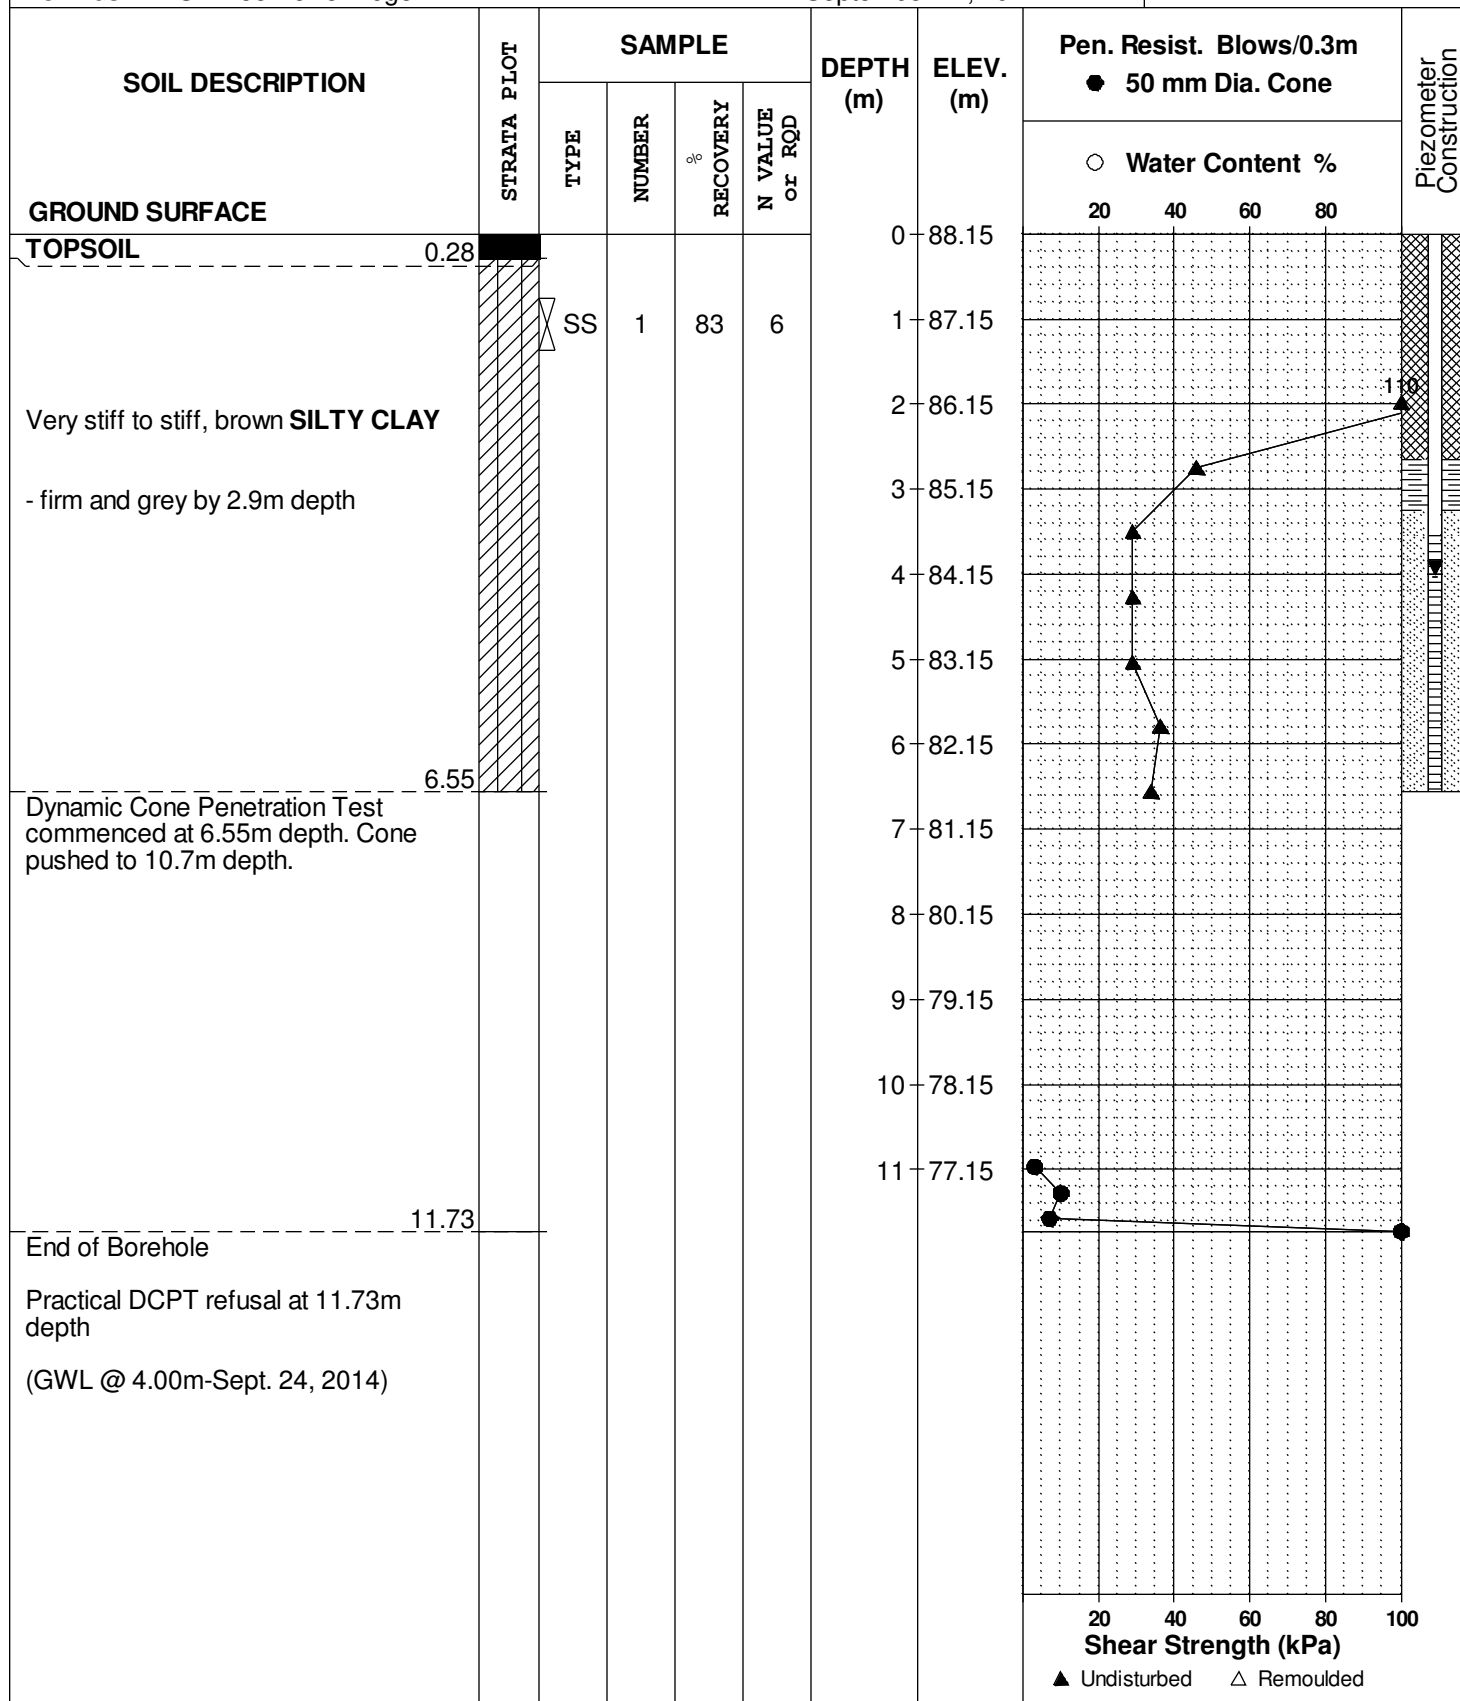 SOIL DESCRIPTION
GROUND SURFACE
STRATA PLOT
SAMPLE
TYPE
NUMBER
% RECOVERY
N VALUE or RQD
DEPTH (m)
ELEV. (m)
Pen. Resist. Blows/0.3m
● 50 mm Dia. Cone
○ Water Content %
20 40 60 80
Piezometer Construction
TOPSOIL 0.28
0 88.15
SS 1 83 6
1 87.15
110
2 86.15
Very stiff to stiff, brown SILTY CLAY
3 85.15
- firm and grey by 2.9m depth
4 84.15
5 83.15
6 82.15
6.55
Dynamic Cone Penetration Test
commenced at 6.55m depth. Cone
pushed to 10.7m depth.
7 81.15
8 80.15
9 79.15
10 78.15
11 77.15
11.73
End of Borehole
Practical DCPT refusal at 11.73m
depth
(GWL @ 4.00m-Sept. 24, 2014)
20 40 60 80 100
Shear Strength (kPa)
▲ Undisturbed △ Remoulded